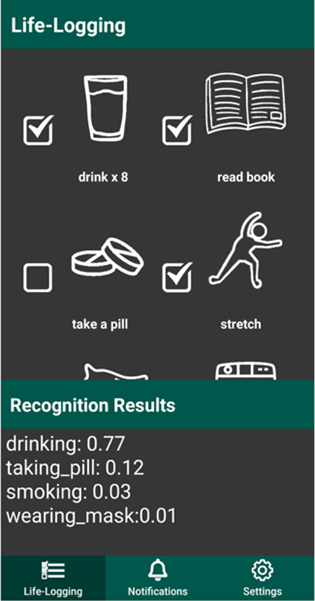 Life-Logging
drink x 8
read book
take a pill
stretch
Recognition Results
drinking: 0.77
taking_pill: 0.12
smoking: 0.03
wearing_mask:0.01
Life-Logging
Notifications
Settings